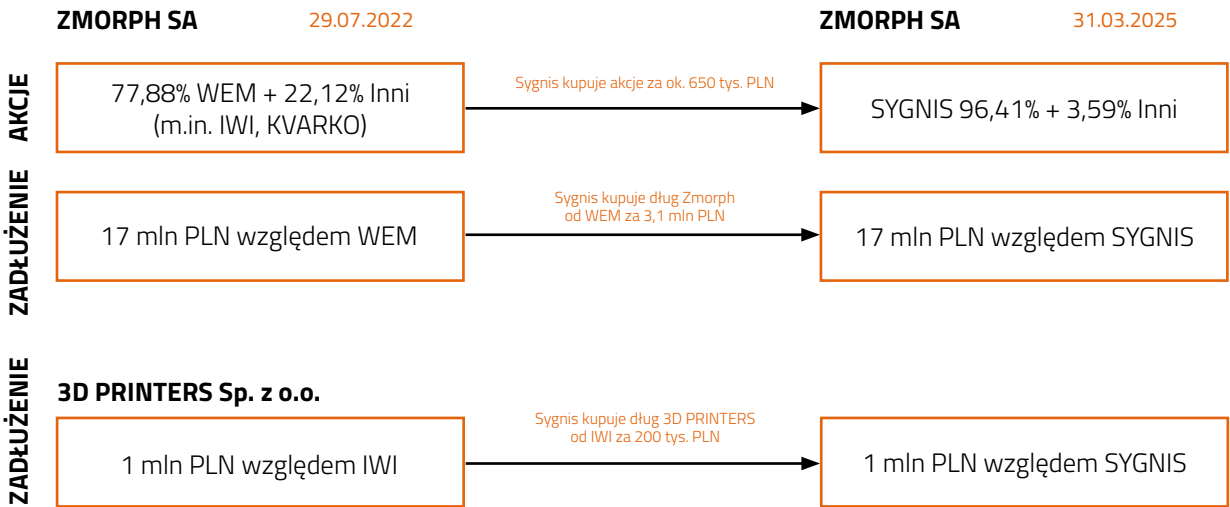 ZMORPH SA
29.07.2022
ZMORPH SA
31.03.2025
AKCJE
77,88% WEM + 22,12% Inni
(m.in. IWI, KVARKO)
Sygnis kupuje akcje za ok. 650 tys. PLN
SYGNIS 96,41% + 3,59% Inni
ZADŁUŻENIE
17 mln PLN względem WEM
Sygnis kupuje dług Zmorph
od WEM za 3,1 mln PLN
17 mln PLN względem SYGNIS
ZADŁUŻENIE
3D PRINTERS Sp. z o.o.
1 mln PLN względem IWI
Sygnis kupuje dług 3D PRINTERS
od IWI za 200 tys. PLN
1 mln PLN względem SYGNIS